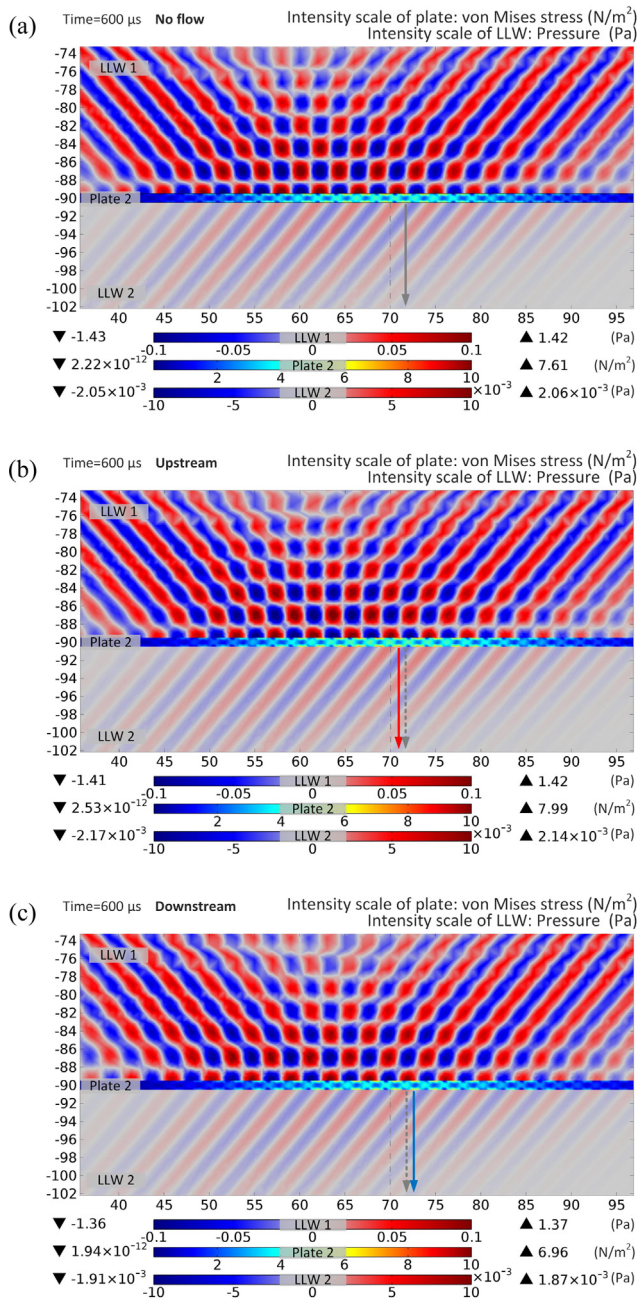 (a) Time=600 µs No flow Intensity scale of plate: von Mises stress (N/m²)
Intensity scale of LLW: Pressure (Pa)
-74
LLW 1
-76
-78
-80
-82
-84
-86
-88
-90 Plate 2
-92
-94
-96
-98
-100 LLW 2
-102
40 45 50 55 60 65 70 75 80 85 90 95
▼ -1.43 LLW 1 ▲ 1.42 (Pa)
-0.1 -0.05 0 0.05 0.1
▼ 2.22×10⁻¹² Plate 2 ▲ 7.61 (N/m²)
2 4 6 8 10 ×10⁻³
▼ -2.05×10⁻³ LLW 2 ▲ 2.06×10⁻³ (Pa)
-10 -5 0 5 10
(b) Time=600 µs Upstream Intensity scale of plate: von Mises stress (N/m²)
Intensity scale of LLW: Pressure (Pa)
-74
LLW 1
-76
-78
-80
-82
-84
-86
-88
-90 Plate 2
-92
-94
-96
-98
-100 LLW 2
-102
40 45 50 55 60 65 70 75 80 85 90 95
▼ -1.41 LLW 1 ▲ 1.42 (Pa)
-0.1 -0.05 0 0.05 0.1
▼ 2.53×10⁻¹² Plate 2 ▲ 7.99 (N/m²)
2 4 6 8 10 ×10⁻³
▼ -2.17×10⁻³ LLW 2 ▲ 2.14×10⁻³ (Pa)
-10 -5 0 5 10
(c) Time=600 µs Downstream Intensity scale of plate: von Mises stress (N/m²)
Intensity scale of LLW: Pressure (Pa)
-74
LLW 1
-76
-78
-80
-82
-84
-86
-88
-90 Plate 2
-92
-94
-96
-98
-100 LLW 2
-102
40 45 50 55 60 65 70 75 80 85 90 95
▼ -1.36 LLW 1 ▲ 1.37 (Pa)
-0.1 -0.05 0 0.05 0.1
▼ 1.94×10⁻¹² Plate 2 ▲ 6.96 (N/m²)
2 4 6 8 10 ×10⁻³
▼ -1.91×10⁻³ LLW 2 ▲ 1.87×10⁻³ (Pa)
-10 -5 0 5 10